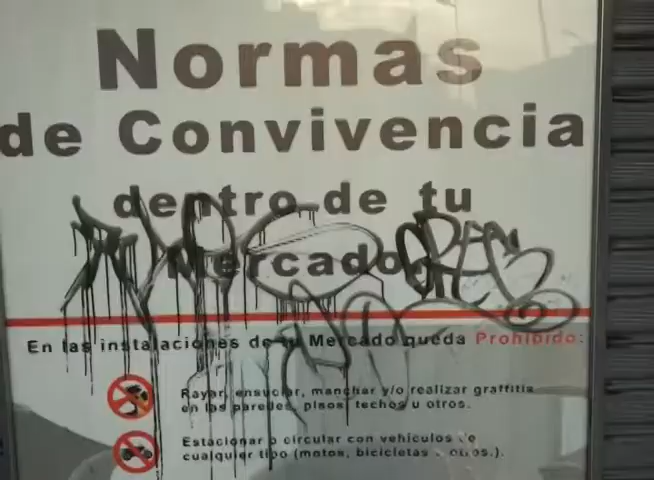 Normas
de Convivencia
dentro de tu
Mercado
En las instalaciones de tu Mercado queda Prohibido:
Rayar, ensuciar, manchar y/o realizar graffitis
en las paredes, pisos, techos u otros.
Estacionar o circular con vehículos de
cualquier tipo (motos, bicicletas u otros.).